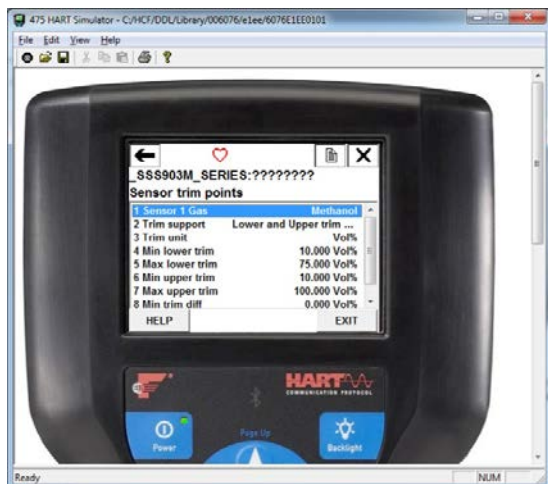 475 HART Simulator - C:/HCF/DDL/Library/006076/e1ee/6076E1EE0101
File Edit View Help
_SSS903M_SERIES:????????
Sensor trim points
1 Sensor 1 Gas Methanol
2 Trim support Lower and Upper trim ...
3 Trim unit Vol%
4 Min lower trim 10.000 Vol%
5 Max lower trim 75.000 Vol%
6 Min upper trim 10.000 Vol%
7 Max upper trim 100.000 Vol%
8 Min trim diff 0.000 Vol%
HELP EXIT
HART
COMMUNICATION PROTOCOL
Page Up
Power Backlight
Ready NUM